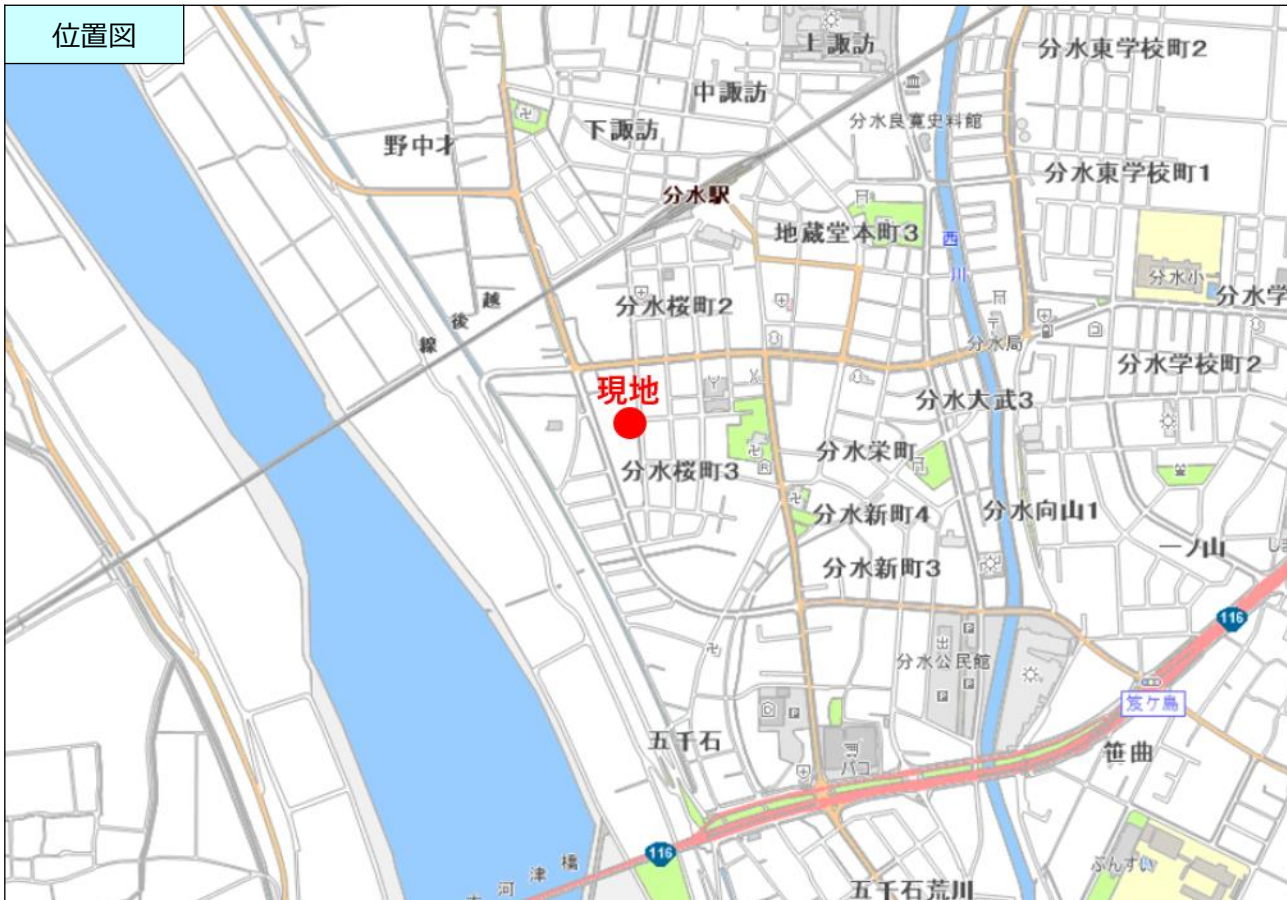 位置図
上諏訪
分水東学校町2
中諏訪
分水良寛史料館
下諏訪
野中才
分水東学校町1
分水駅
地蔵堂本町3
西川
分水小
分水学
分水桜町2
越後線
分水局
分水学校町2
現地
分水大武3
分水栄町
分水桜町3
分水新町4
分水向山1
一ノ山
分水新町3
116
出
P
分水公民館
P
P
P
笈ケ島
五千石
笹曲
パコ
116
河津橋
ぶんすい
五千石荒川